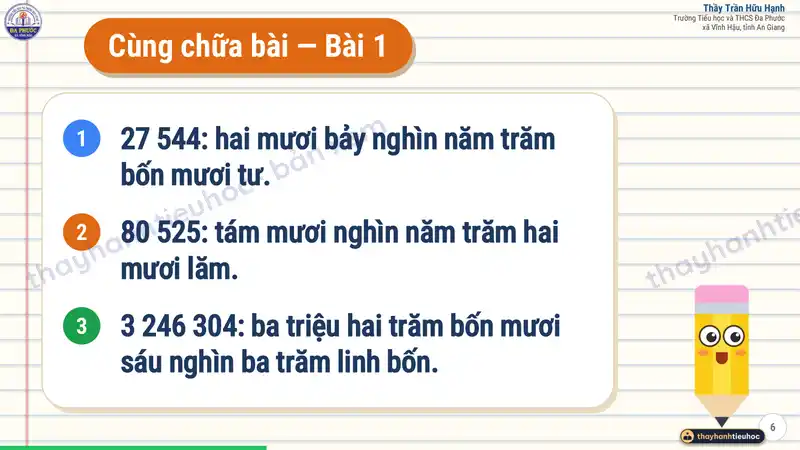 Thầy Trần Hữu Hạnh
Trường Tiểu học và THCS Đa Phước
xã Vĩnh Hậu, tỉnh An Giang
ĐA PHƯỚC
Cùng chữa bài – Bài 1
1
27 544: hai mươi bảy nghìn năm trăm
bốn mươi tư.
2
80 525: tám mươi nghìn năm trăm hai
mươi lăm.
3
3 246 304: ba triệu hai trăm bốn mươi
sáu nghìn ba trăm linh bốn.
6
thayhanhtieuhoc